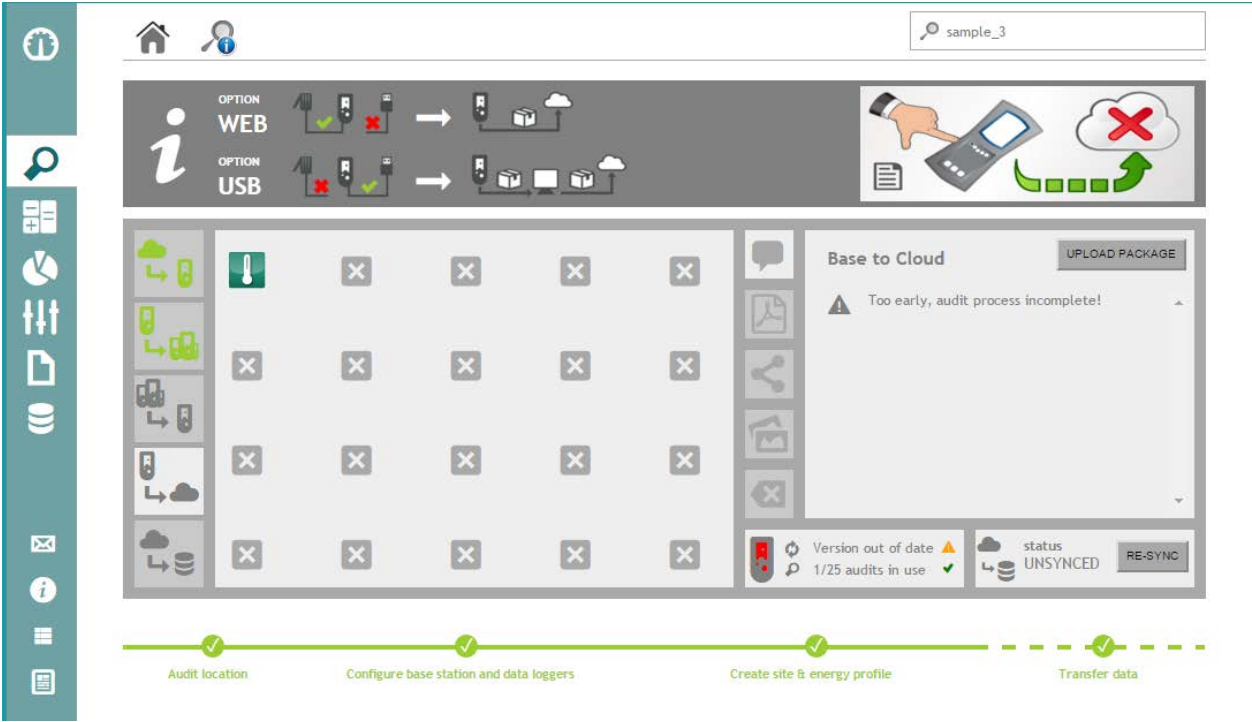 sample_3
OPTION
WEB
OPTION
USB
Base to Cloud
UPLOAD PACKAGE
Too early, audit process incomplete!
Version out of date
1/25 audits in use
status
UNSYNCED
RE-SYNC
Audit location
Configure base station and data loggers
Create site & energy profile
Transfer data